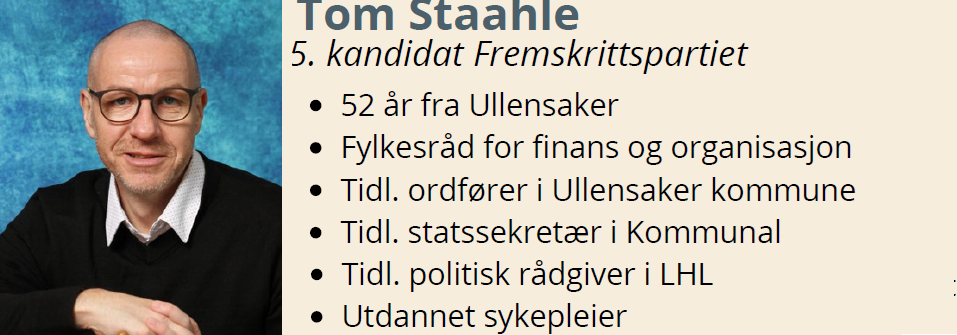 Tom Staahle
5. kandidat Fremskrittspartiet
• 52 år fra Ullensaker
• Fylkesråd for finans og organisasjon
• Tidl. ordfører i Ullensaker kommune
• Tidl. statssekretær i Kommunal
• Tidl. politisk rådgiver i LHL
• Utdannet sykepleier